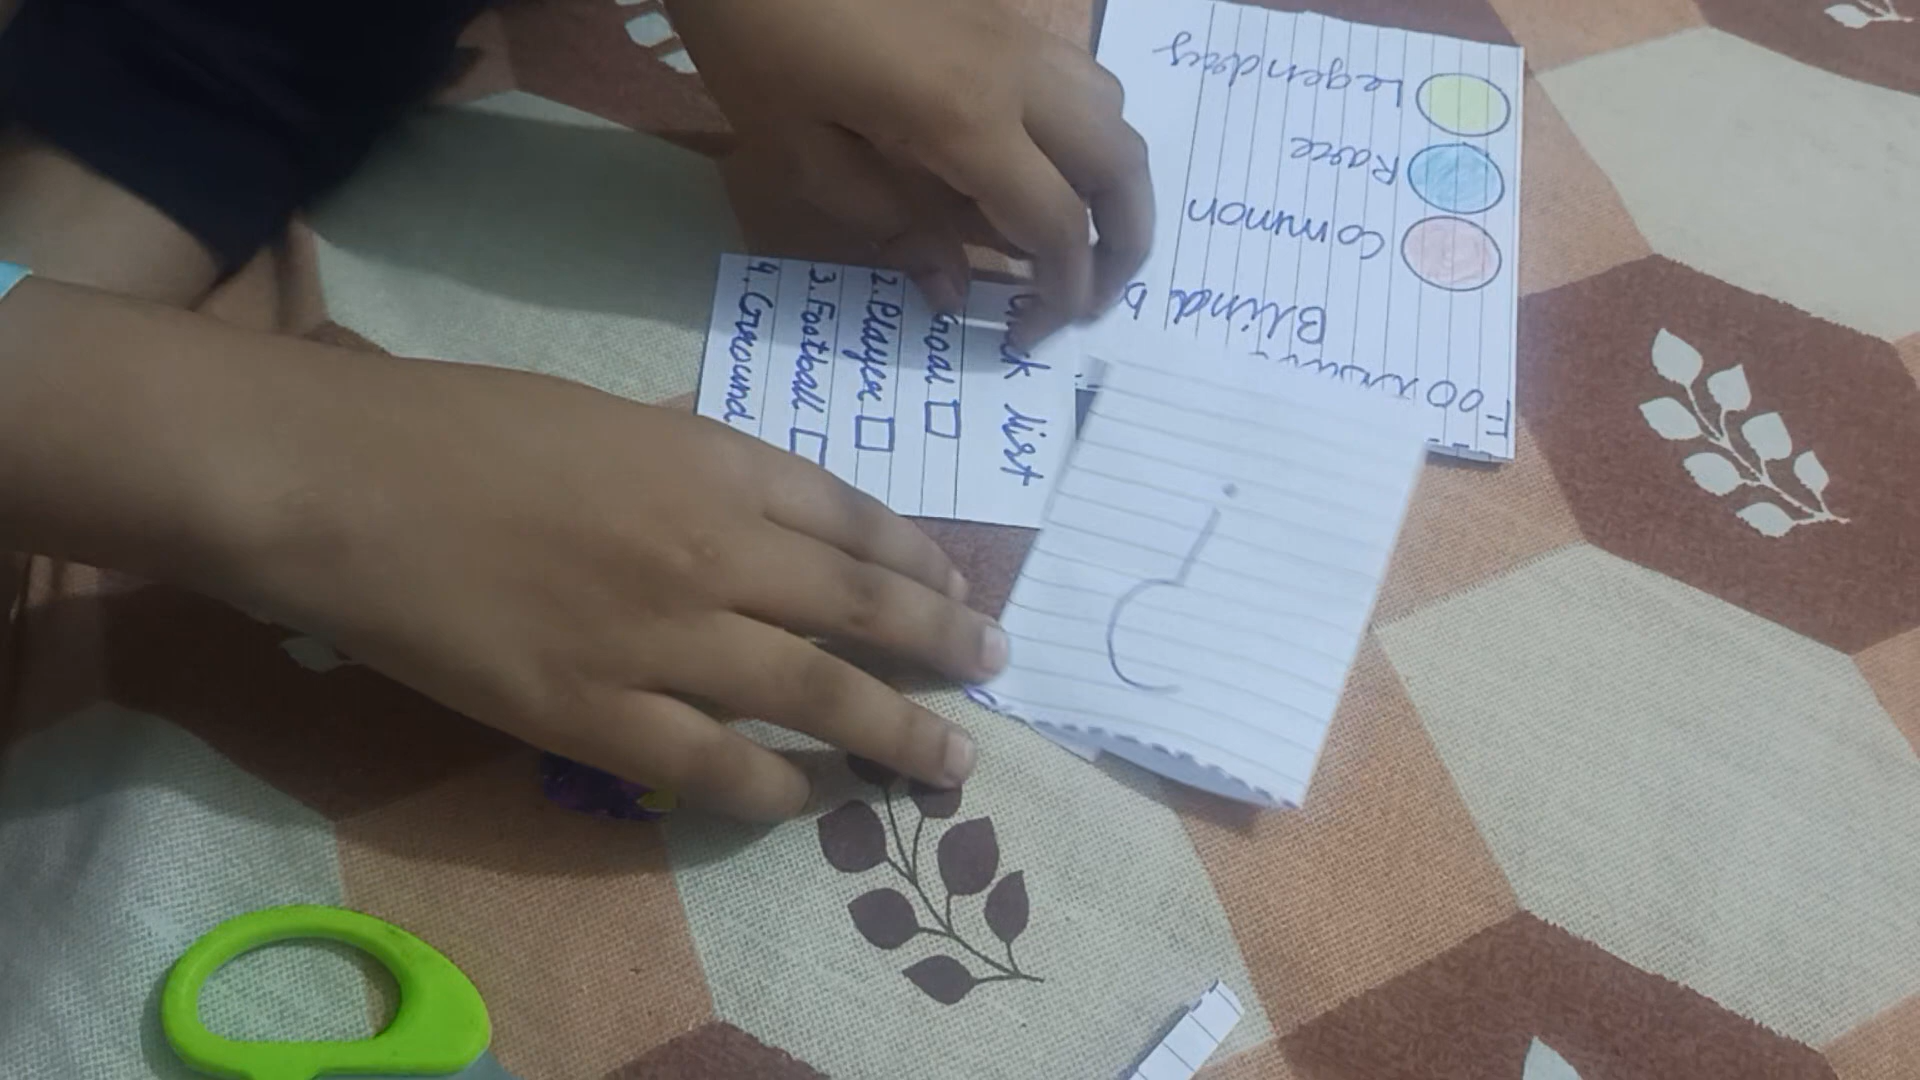 list
Goal
2. Player
3. Football
4. Ground
Blind
Common
Rare
Legendary
?